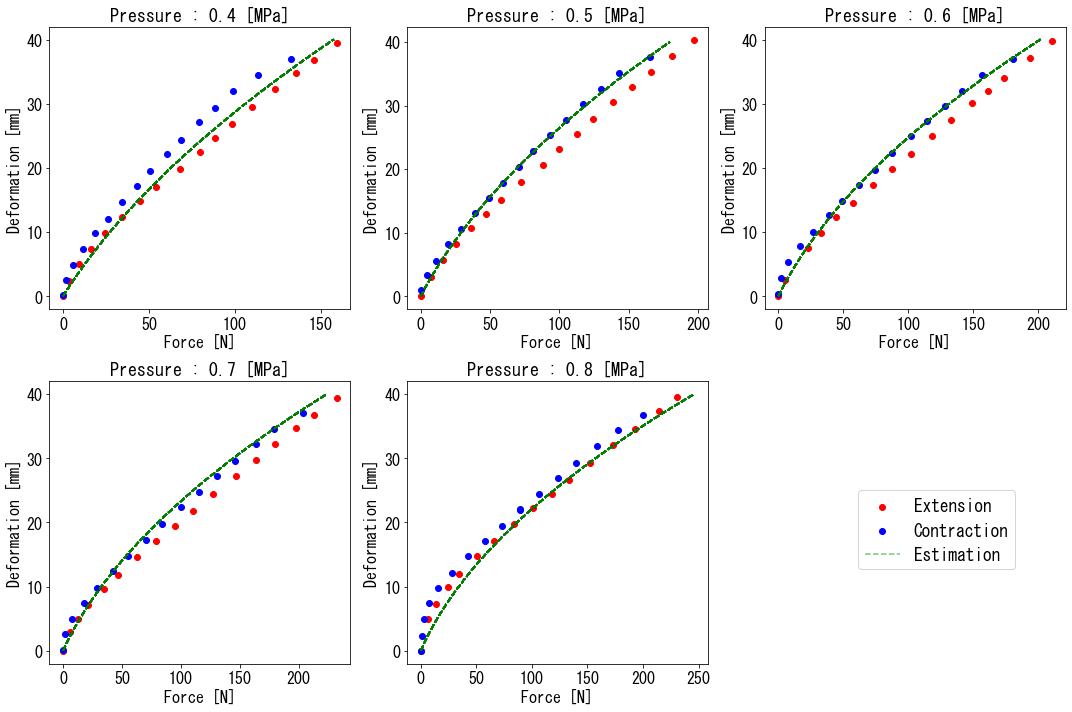 Pressure : 0.4 [MPa]
Deformation [mm]
40
30
20
10
0
0 50 100 150
Force [N]
Pressure : 0.5 [MPa]
Deformation [mm]
40
30
20
10
0
0 50 100 150 200
Force [N]
Pressure : 0.6 [MPa]
Deformation [mm]
40
30
20
10
0
0 50 100 150 200
Force [N]
Pressure : 0.7 [MPa]
Deformation [mm]
40
30
20
10
0
0 50 100 150 200
Force [N]
Pressure : 0.8 [MPa]
Deformation [mm]
40
30
20
10
0
0 50 100 150 200 250
Force [N]
Extension
Contraction
Estimation